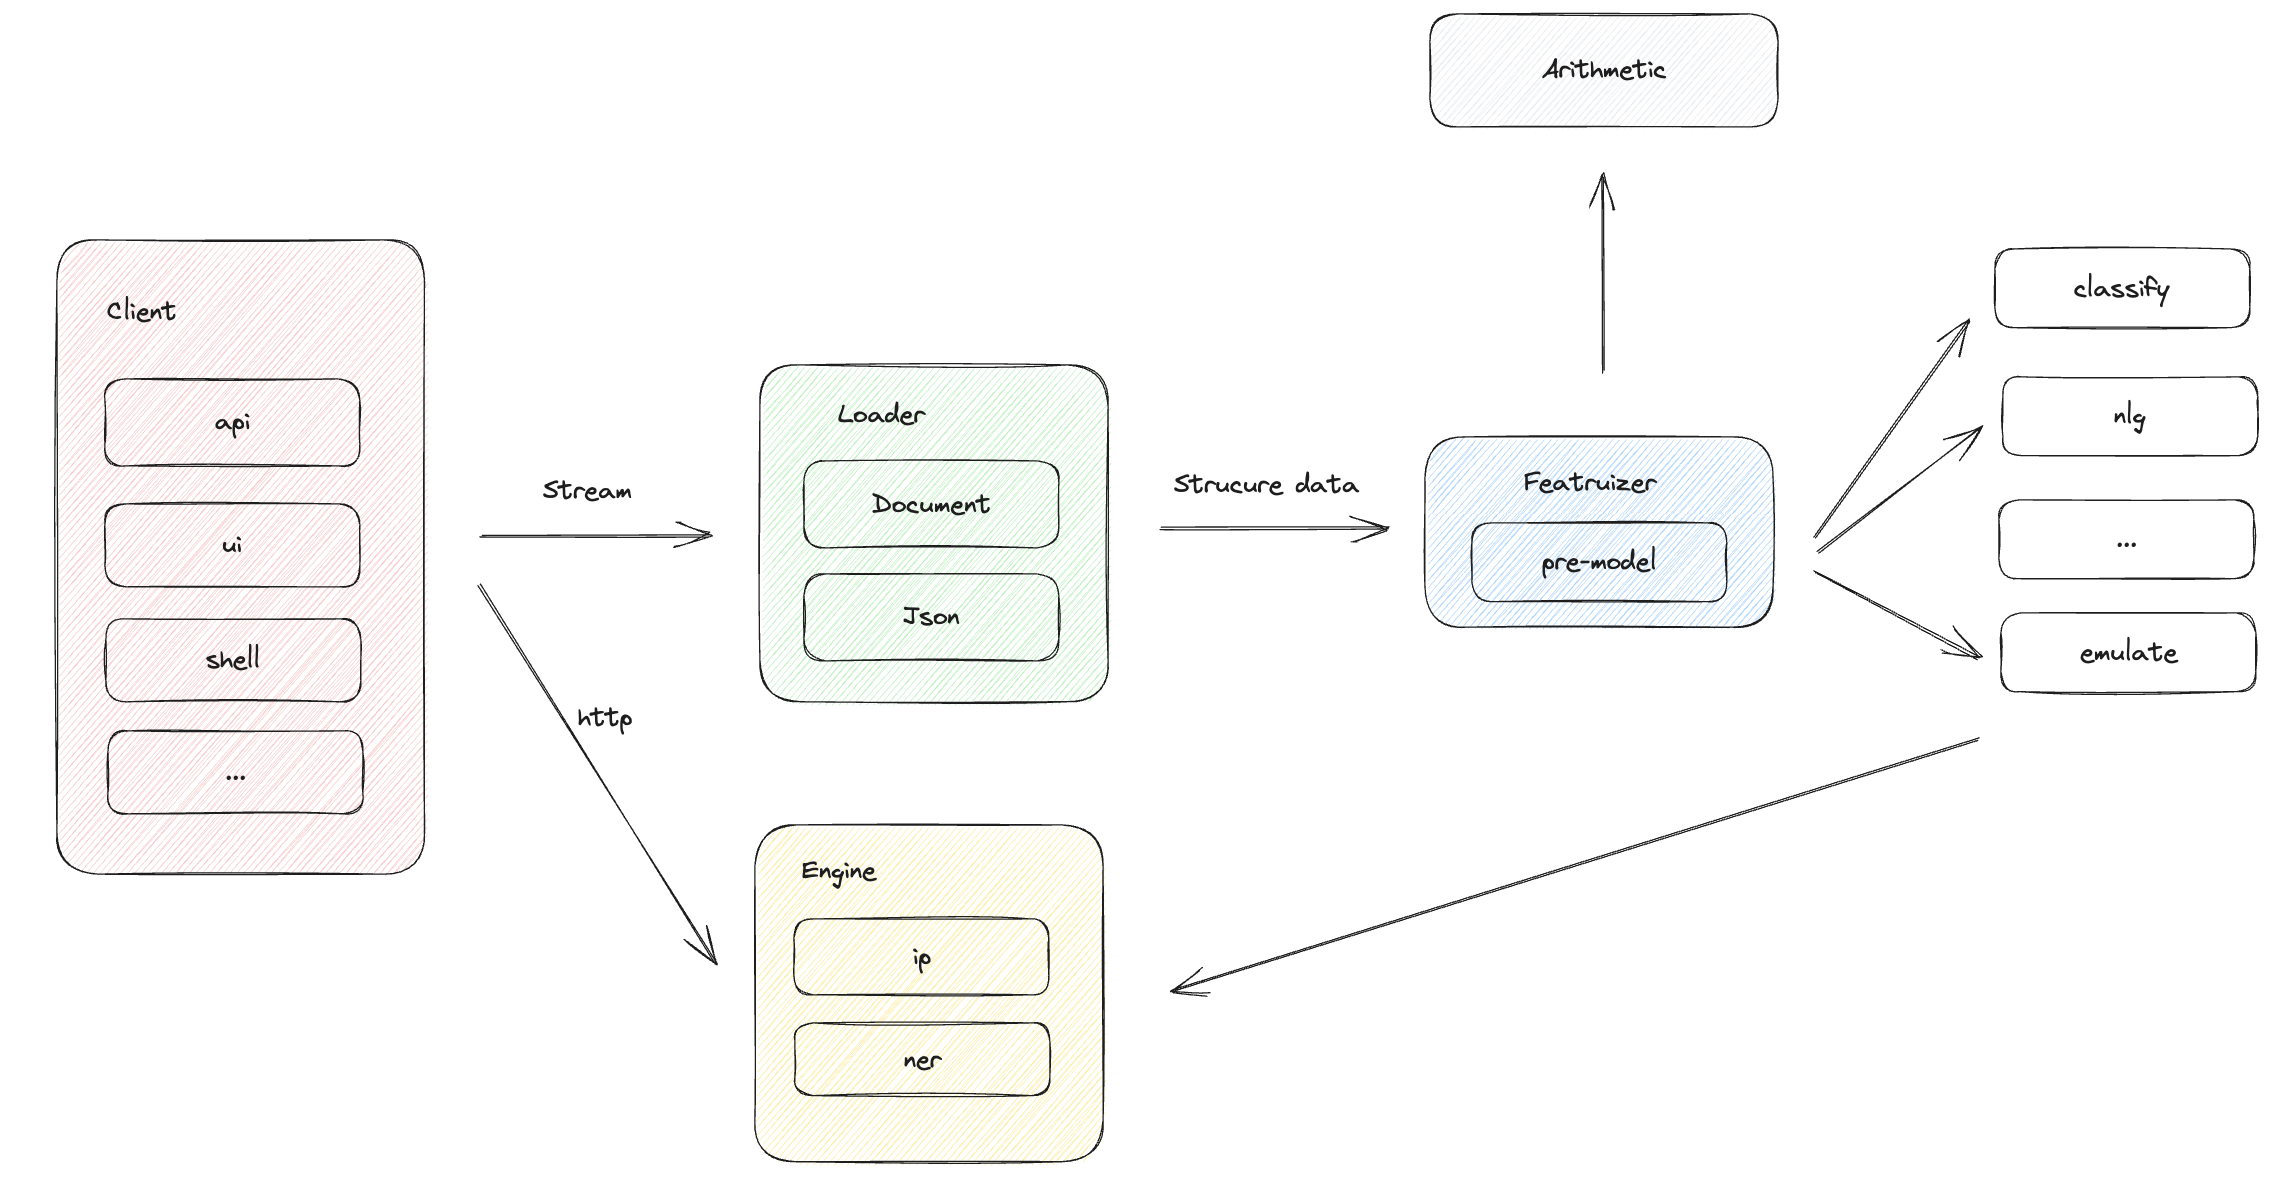 Arithmetic
Client
api
ui
shell
...
Stream
http
Loader
Document
Json
Strucure data
Featruizer
pre-model
classify
nlg
...
emulate
Engine
ip
ner